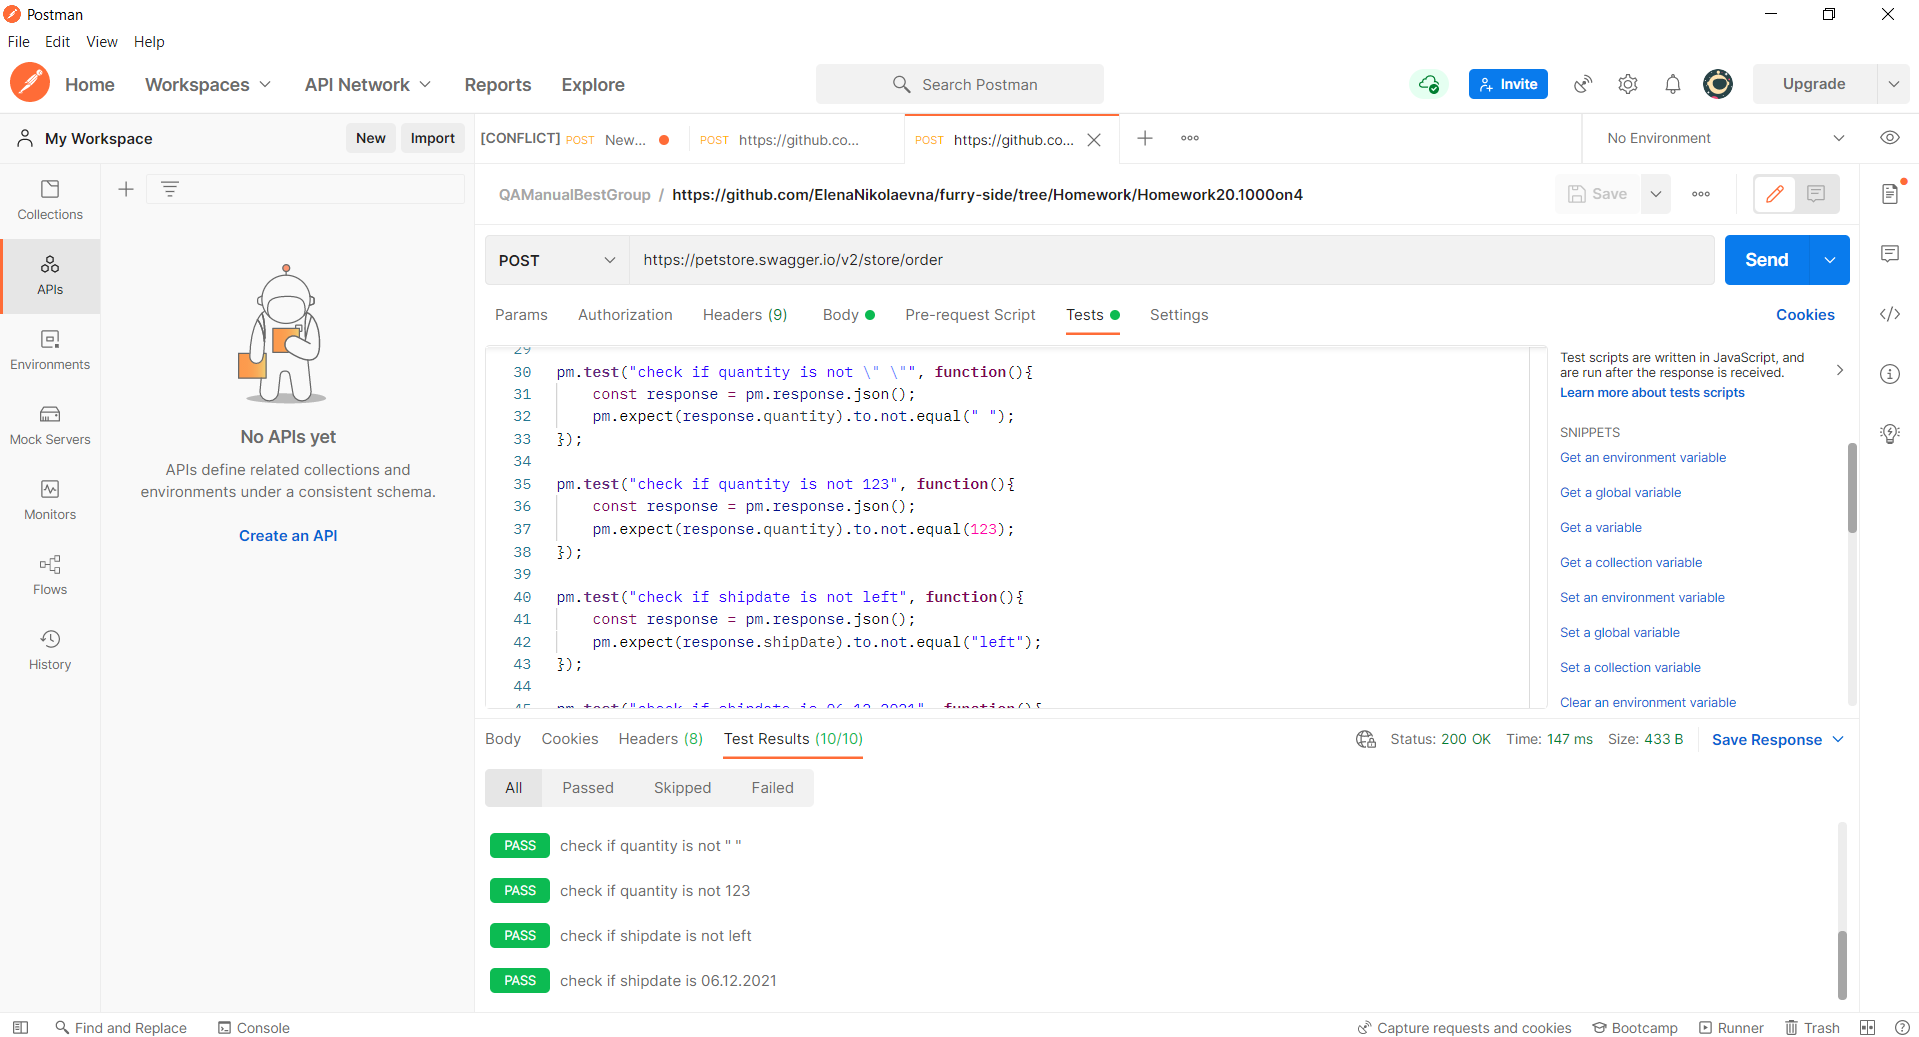 Postman
File Edit View Help
Home Workspaces API Network Reports Explore Search Postman Invite Upgrade
My Workspace New Import [CONFLICT] POST New... POST https://github.co... POST https://github.co... No Environment
QAManualBestGroup / https://github.com/ElenaNikolaevna/furry-side/tree/Homework/Homework20.1000on4 Save
Collections
APIs
Environments
Mock Servers
Monitors
Flows
History
No APIs yet
APIs define related collections and
environments under a consistent schema.
Create an API
POST https://petstore.swagger.io/v2/store/order Send
Params Authorization Headers (9) Body Pre-request Script Tests Settings Cookies
29
30 pm.test("check if quantity is not \" \"", function(){
31 const response = pm.response.json();
32 pm.expect(response.quantity).to.not.equal(" ");
33 });
34
35 pm.test("check if quantity is not 123", function(){
36 const response = pm.response.json();
37 pm.expect(response.quantity).to.not.equal(123);
38 });
39
40 pm.test("check if shipdate is not left", function(){
41 const response = pm.response.json();
42 pm.expect(response.shipDate).to.not.equal("left");
43 });
44
45 pm.test("check if shipdate is 06.12.2021", function(){
Test scripts are written in JavaScript, and
are run after the response is received.
Learn more about tests scripts
SNIPPETS
Get an environment variable
Get a global variable
Get a variable
Get a collection variable
Set an environment variable
Set a global variable
Set a collection variable
Clear an environment variable
Body Cookies Headers (8) Test Results (10/10) Status: 200 OK Time: 147 ms Size: 433 B Save Response
All Passed Skipped Failed
PASS check if quantity is not " "
PASS check if quantity is not 123
PASS check if shipdate is not left
PASS check if shipdate is 06.12.2021
Find and Replace Console Capture requests and cookies Bootcamp Runner Trash